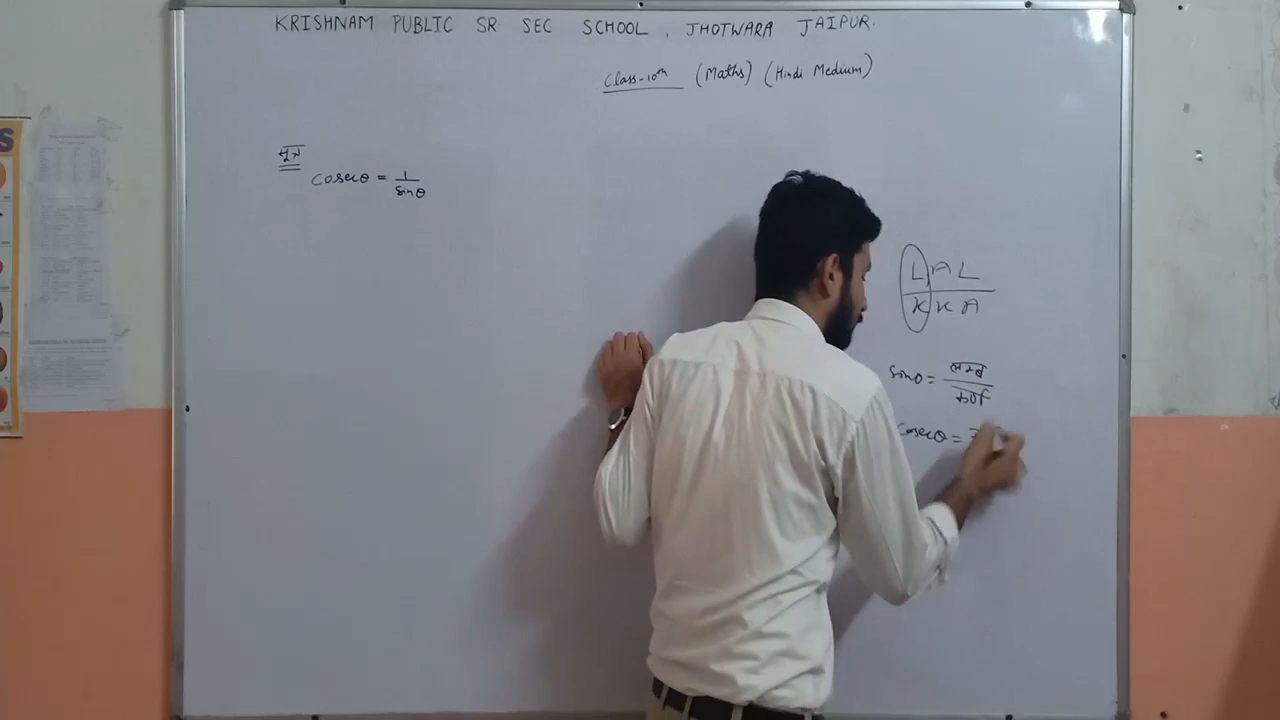 KRISHNAM PUBLIC SR SEC SCHOOL, JHOTWARA JAIPUR.
Class-10th (Maths) (Hindi Medium)
सूत्र
cosecθ = 1/sinθ
L A L
K K A
sinθ = लम्ब/कर्ण
cosecθ =